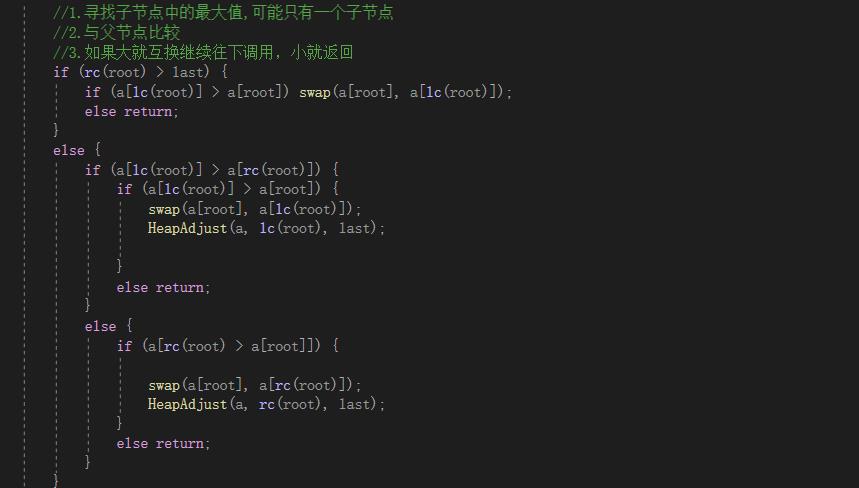 //1.寻找子节点中的最大值,可能只有一个子节点
//2.与父节点比较
//3.如果大就互换继续往下调用，小就返回
if (rc(root) > last) {
if (a[lc(root)] > a[root]) swap(a[root], a[lc(root)]);
else return;
}
else {
if (a[lc(root)] > a[rc(root)]) {
if (a[lc(root)] > a[root]) {
swap(a[root], a[lc(root)]);
HeapAdjust(a, lc(root), last);
}
else return;
}
else {
if (a[rc(root) > a[root]]) {
swap(a[root], a[rc(root)]);
HeapAdjust(a, rc(root), last);
}
else return;
}
}